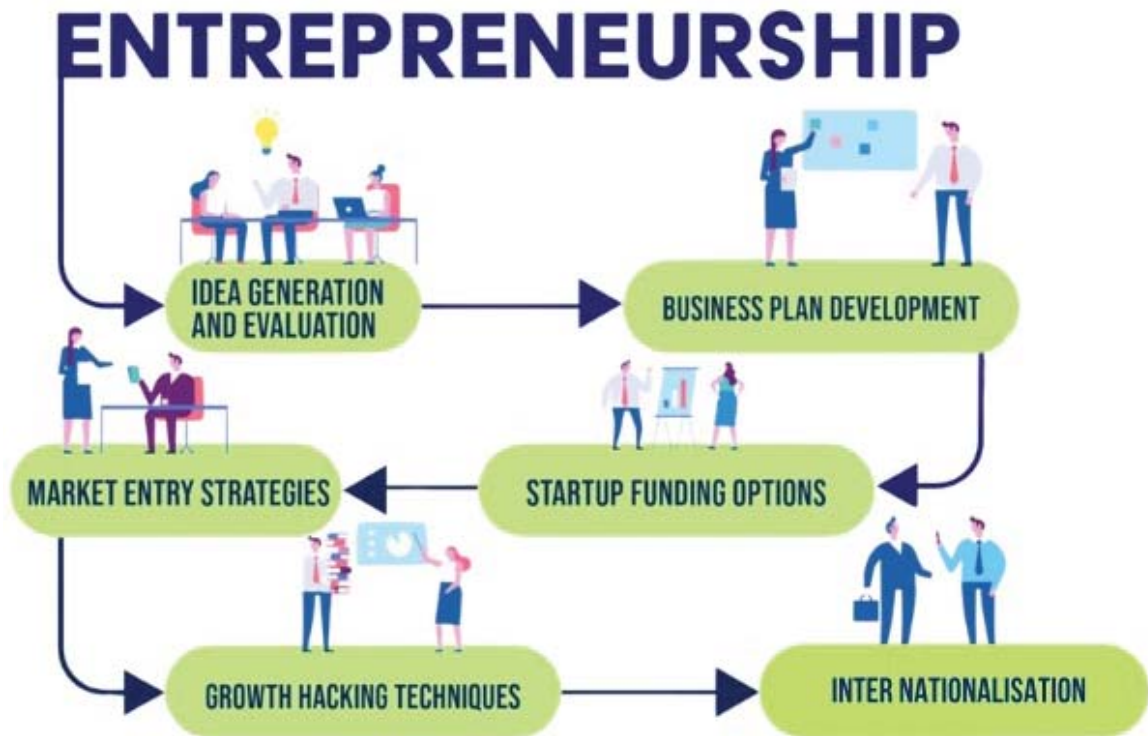 ENTREPRENEURSHIP
IDEA GENERATION
AND EVALUATION
BUSINESS PLAN DEVELOPMENT
STARTUP FUNDING OPTIONS
MARKET ENTRY STRATEGIES
GROWTH HACKING TECHNIQUES
INTER NATIONALISATION